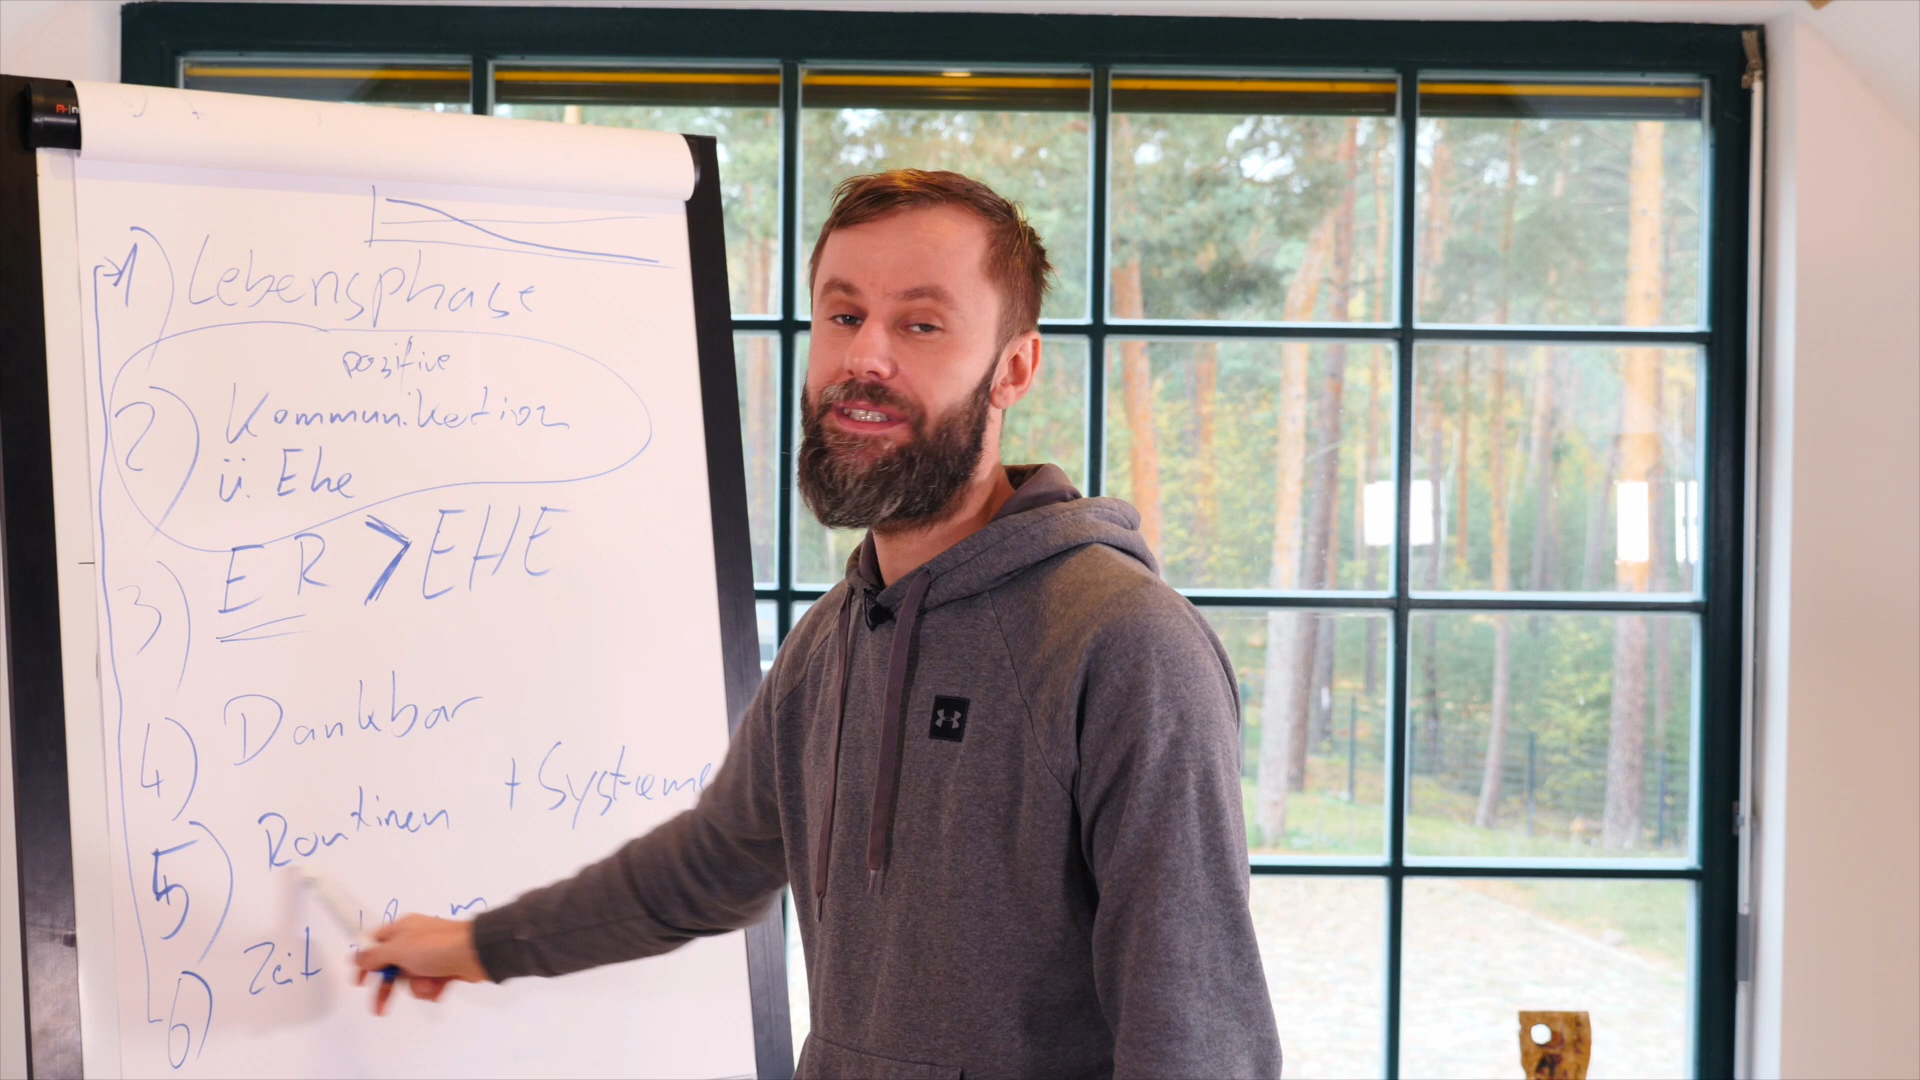 1) Lebensphase
positive
2) Kommunikation
ü. Ehe
3) ER > EHE
4) Dankbar
5) Routinen + Systeme
6) Zeit